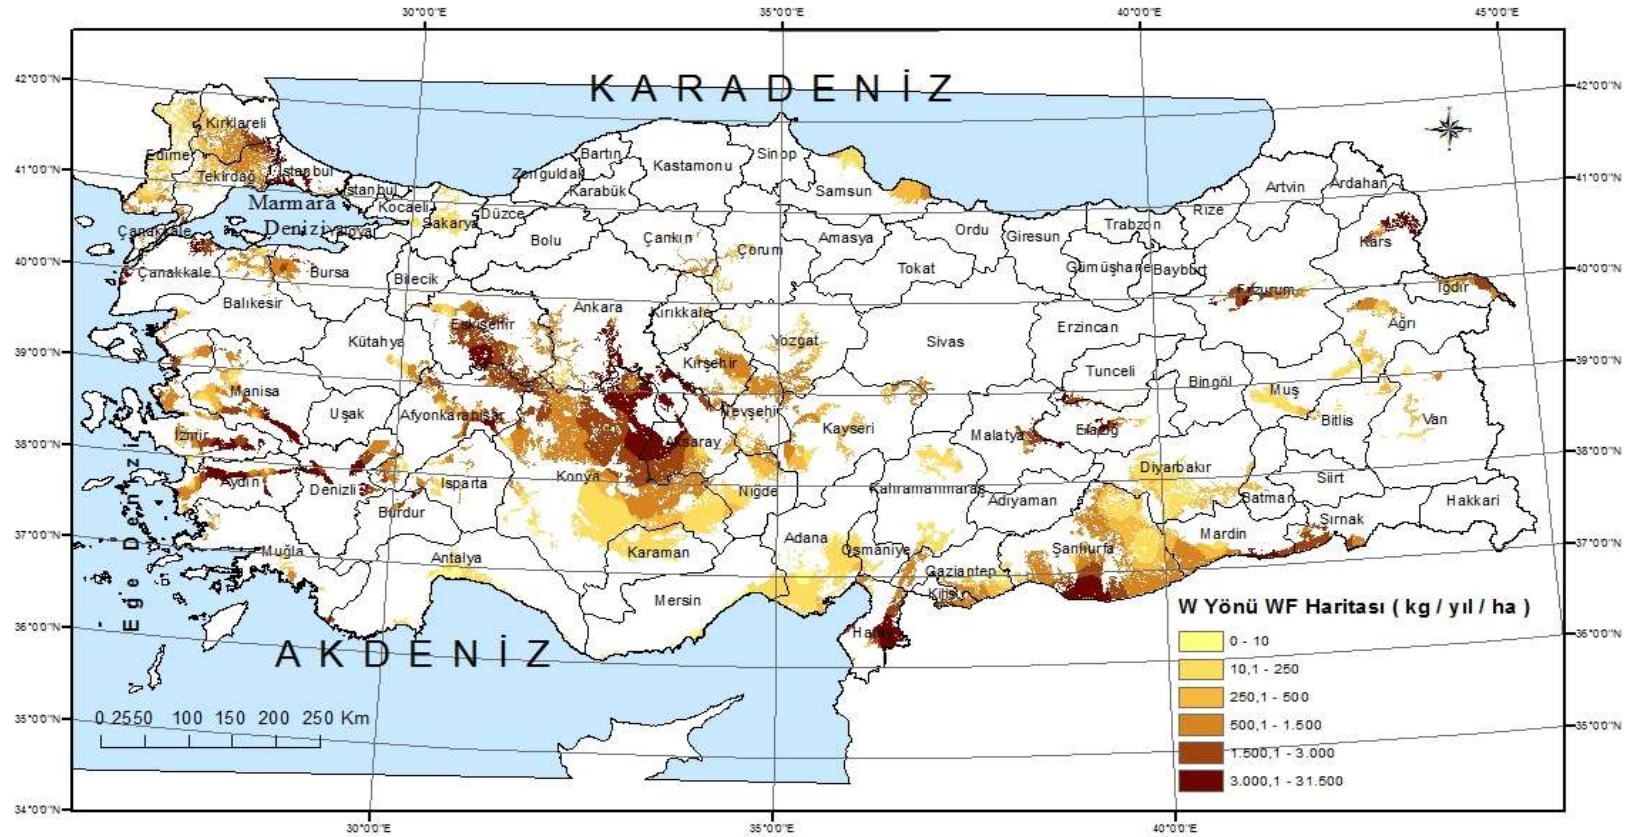 30°0'0"E 35°0'0"E 40°0'0"E 45°0'0"E
42°0'0"N 42°0'0"N
41°0'0"N 41°0'0"N
40°0'0"N 40°0'0"N
39°0'0"N 39°0'0"N
38°0'0"N 38°0'0"N
37°0'0"N 37°0'0"N
36°0'0"N 36°0'0"N
35°0'0"N 35°0'0"N
34°0'0"N
KARADENİZ
Kırklareli
Edirne
Tekirdağ
İstanbul
İstanbul
Marmara
Denizi
Yalova
Kocaeli
Sakarya
Düzce
Zonguldak
Bartın
Karabük
Kastamonu
Sinop
Samsun
Bolu
Çankırı
Çorum
Amasya
Tokat
Ordu
Giresun
Trabzon
Rize
Artvin
Ardahan
Kars
Gümüşhane
Bayburt
Erzurum
Iğdır
Ağrı
Çanakkale
Çanakkale
Balıkesir
Bursa
Bilecik
Eskişehir
Ankara
Kırıkkale
Kırşehir
Yozgat
Sivas
Erzincan
Tunceli
Bingöl
Muş
Bitlis
Van
Kütahya
Manisa
Uşak
Afyonkarahisar
Nevşehir
Aksaray
Kayseri
Malatya
Elazığ
İzmir
Aydın
Denizli
Isparta
Burdur
Konya
Niğde
Kahramanmaraş
Adıyaman
Diyarbakır
Batman
Siirt
Şırnak
Hakkari
Mardin
Şanlıurfa
Muğla
Antalya
Karaman
Mersin
Adana
Osmaniye
Gaziantep
Kilis
Hatay
Ege Denizi
AKDENİZ
0 25 50 100 150 200 250 Km
W Yönü WF Haritası ( kg / yıl / ha )
0 - 10
10,1 - 250
250,1 - 500
500,1 - 1.500
1.500,1 - 3.000
3.000,1 - 31.500
30°0'0"E 35°0'0"E 40°0'0"E